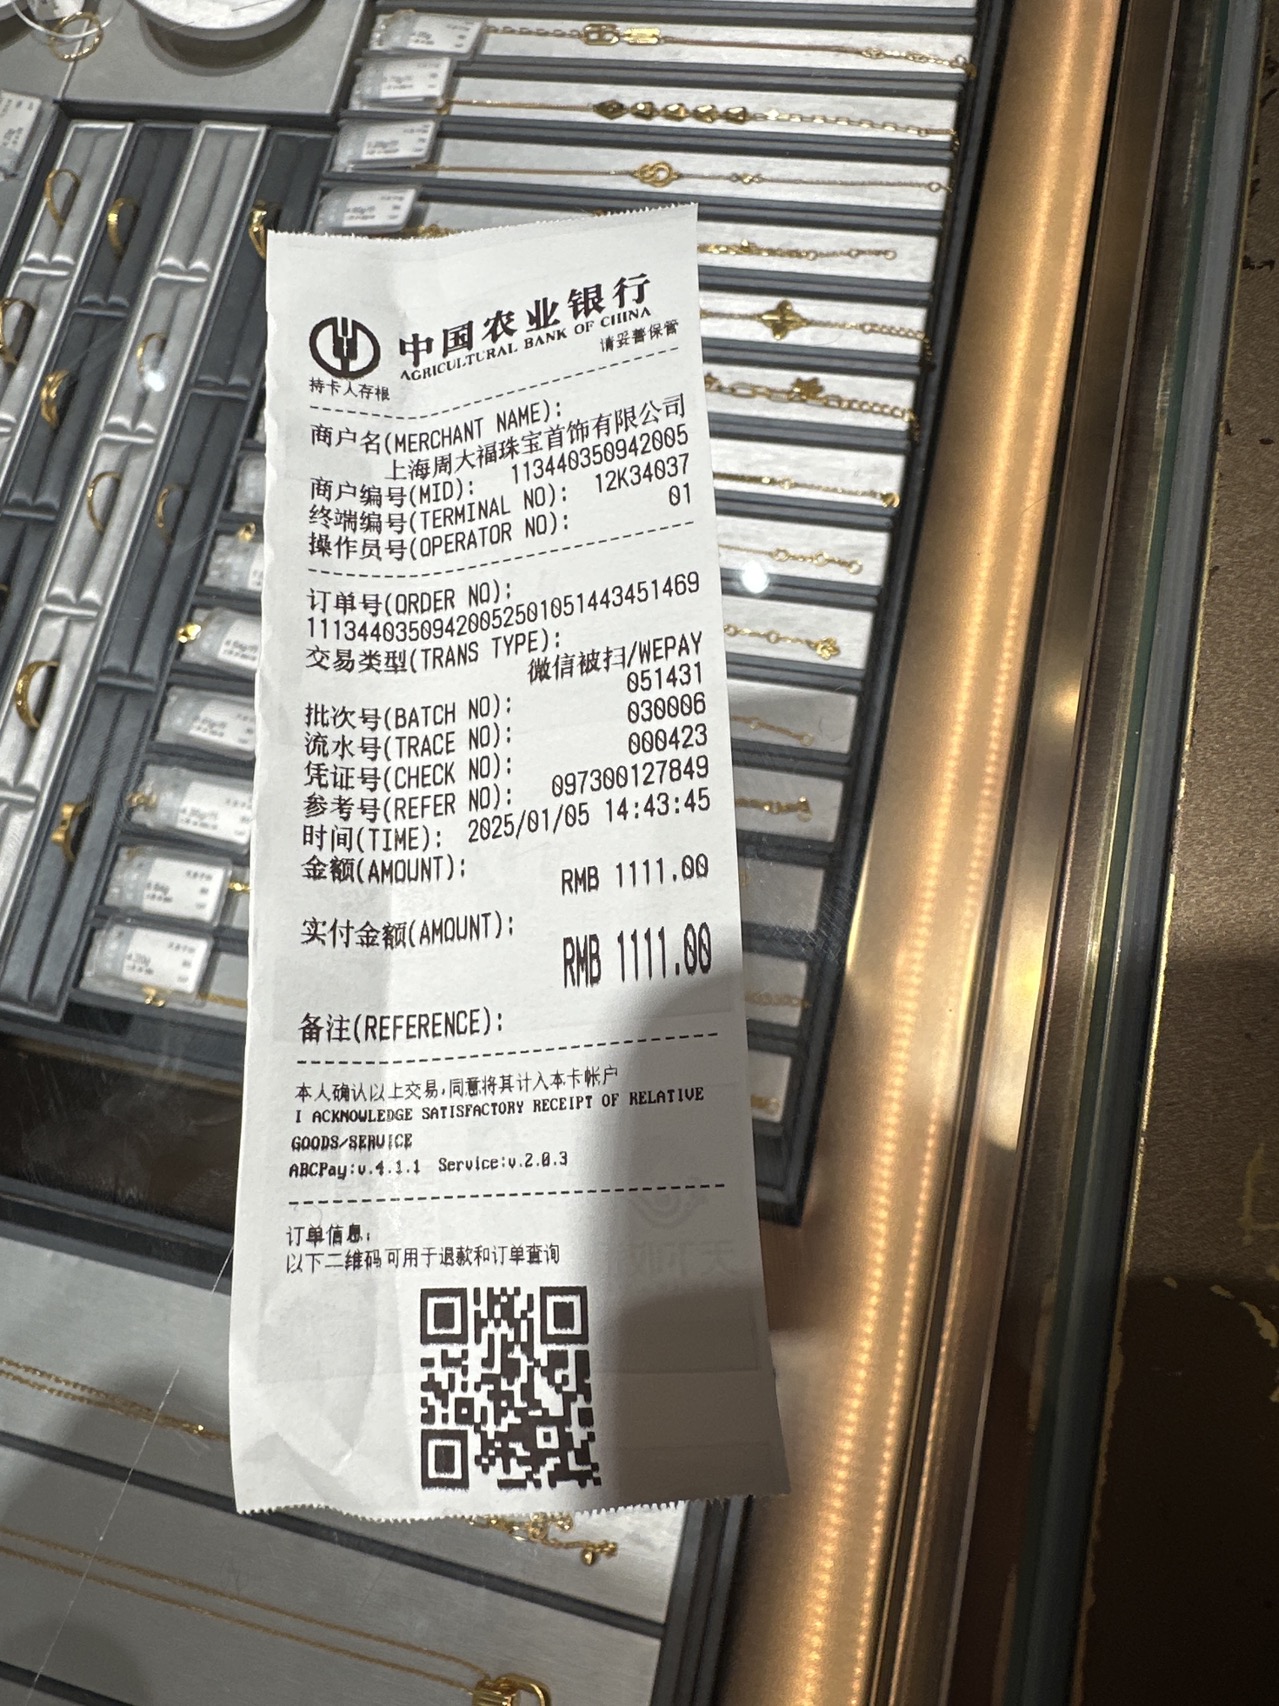 中国农业银行
AGRICULTURAL BANK OF CHINA
持卡人存根 请妥善保管
商户名(MERCHANT NAME):
上海周大福珠宝首饰有限公司
商户编号(MID): 113440350942005
终端编号(TERMINAL NO): 12K34037
操作员号(OPERATOR NO): 01
订单号(ORDER NO):
11134403509420052501051443451469
交易类型(TRANS TYPE):
微信被扫/WEPAY
批次号(BATCH NO): 051431
流水号(TRACE NO): 030006
凭证号(CHECK NO): 000423
参考号(REFER NO): 097300127849
时间(TIME): 2025/01/05 14:43:45
金额(AMOUNT): RMB 1111.00
实付金额(AMOUNT):
RMB 1111.00
备注(REFERENCE):
本人确认以上交易,同意将其计入本卡帐户
I ACKNOWLEDGE SATISFACTORY RECEIPT OF RELATIVE
GOODS/SERVICE
ABCPay:v.4.1.1 Service:v.2.0.3
订单信息:
以下二维码可用于退款和订单查询